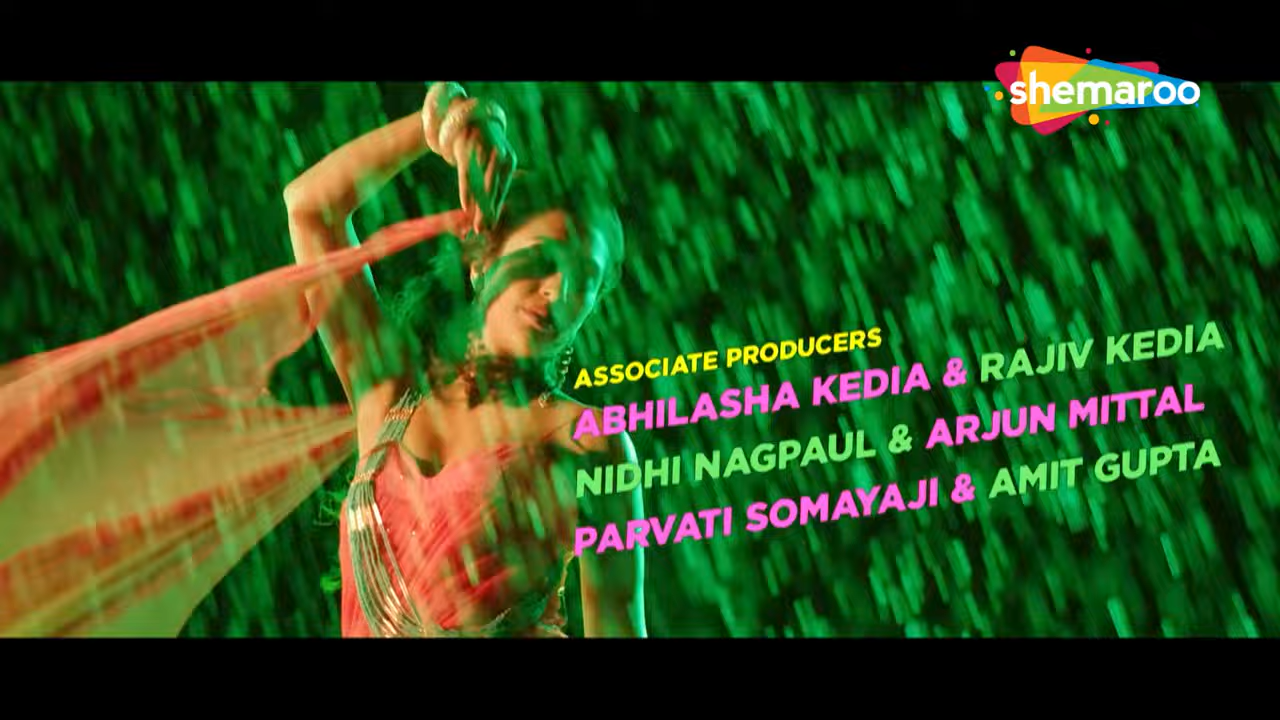 shemaroo
ASSOCIATE PRODUCERS
ABHILASHA KEDIA & RAJIV KEDIA
NIDHI NAGPAUL & ARJUN MITTAL
PARVATI SOMAYAJI & AMIT GUPTA